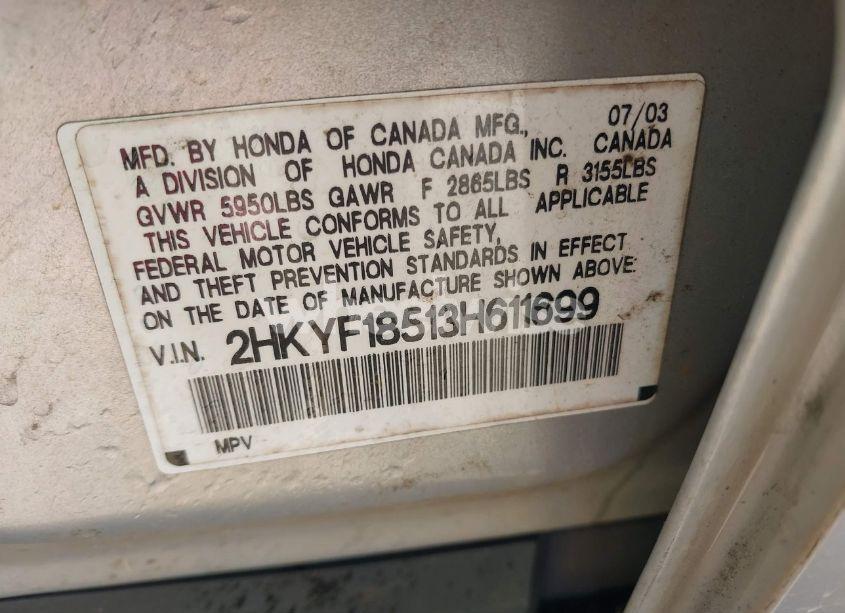 07/03
MFD. BY HONDA OF CANADA MFG.,
A DIVISION OF HONDA CANADA INC. CANADA
GVWR 5950LBS GAWR F 2865LBS R 3155LBS
THIS VEHICLE CONFORMS TO ALL APPLICABLE
FEDERAL MOTOR VEHICLE SAFETY,
AND THEFT PREVENTION STANDARDS IN EFFECT
ON THE DATE OF MANUFACTURE SHOWN ABOVE.
V.I.N. 2HKYF18513H611699
MPV